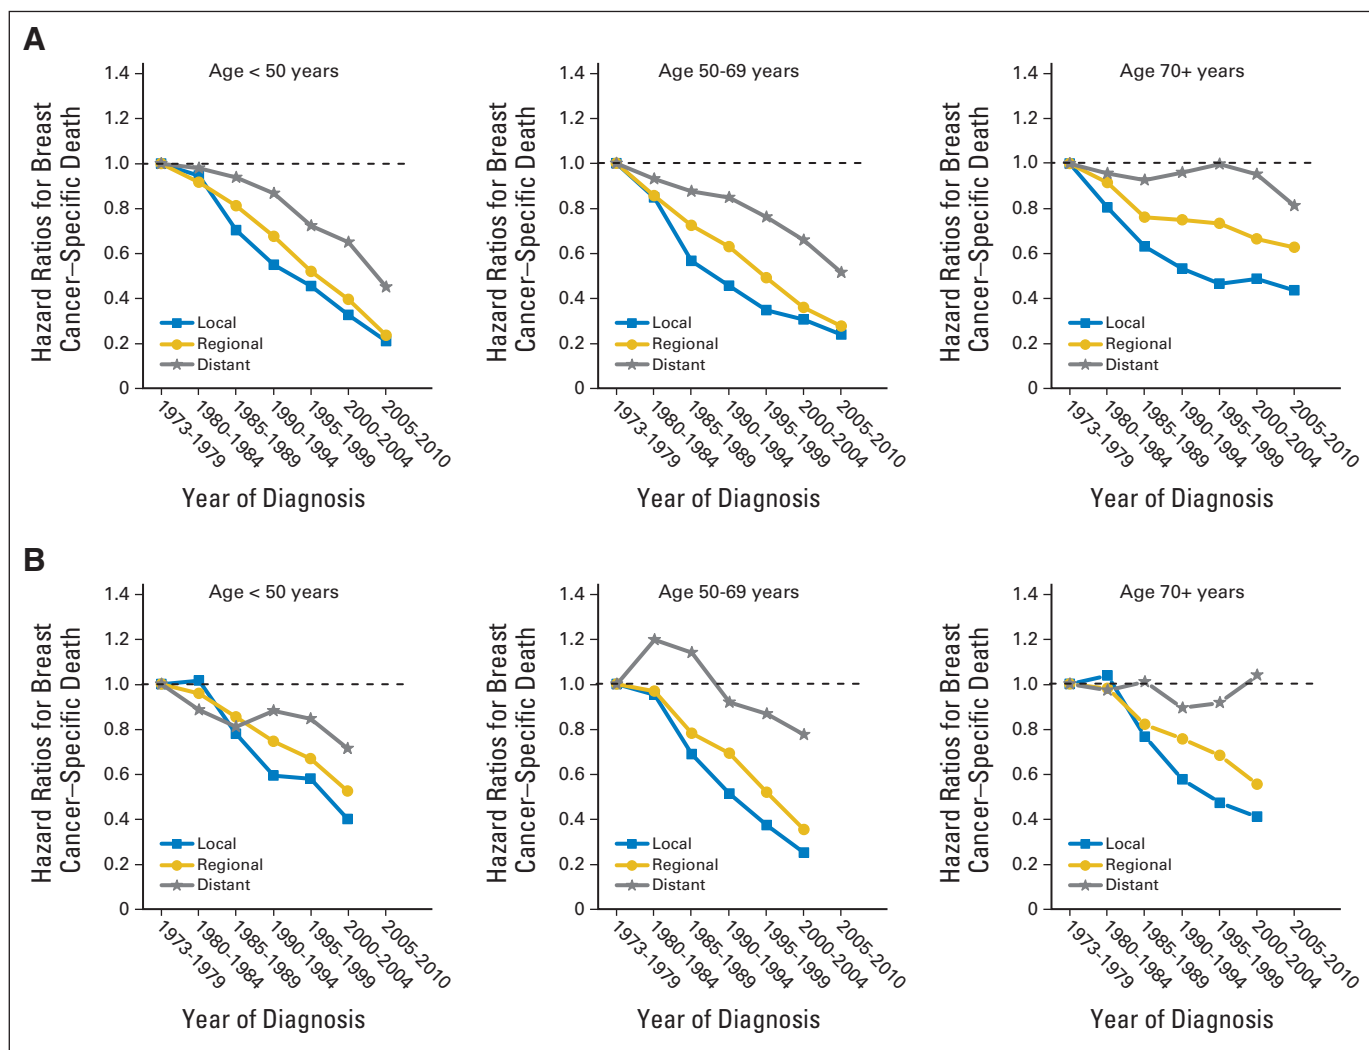 A
Age < 50 years
Hazard Ratios for Breast
Cancer–Specific Death
1.4
1.2
1.0
0.8
0.6
0.4
0.2
0
Local
Regional
Distant
1973-1979
1980-1984
1985-1989
1990-1994
1995-1999
2000-2004
2005-2010
Year of Diagnosis
Age 50-69 years
Hazard Ratios for Breast
Cancer–Specific Death
1.4
1.2
1.0
0.8
0.6
0.4
0.2
0
Local
Regional
Distant
1973-1979
1980-1984
1985-1989
1990-1994
1995-1999
2000-2004
2005-2010
Year of Diagnosis
Age 70+ years
Hazard Ratios for Breast
Cancer–Specific Death
1.4
1.2
1.0
0.8
0.6
0.4
0.2
0
Local
Regional
Distant
1973-1979
1980-1984
1985-1989
1990-1994
1995-1999
2000-2004
2005-2010
Year of Diagnosis
B
Age < 50 years
Hazard Ratios for Breast
Cancer–Specific Death
1.4
1.2
1.0
0.8
0.6
0.4
0.2
0
Local
Regional
Distant
1973-1979
1980-1984
1985-1989
1990-1994
1995-1999
2000-2004
2005-2010
Year of Diagnosis
Age 50-69 years
Hazard Ratios for Breast
Cancer–Specific Death
1.4
1.2
1.0
0.8
0.6
0.4
0.2
0
Local
Regional
Distant
1973-1979
1980-1984
1985-1989
1990-1994
1995-1999
2000-2004
2005-2010
Year of Diagnosis
Age 70+ years
Hazard Ratios for Breast
Cancer–Specific Death
1.4
1.2
1.0
0.8
0.6
0.4
0.2
0
Local
Regional
Distant
1973-1979
1980-1984
1985-1989
1990-1994
1995-1999
2000-2004
2005-2010
Year of Diagnosis